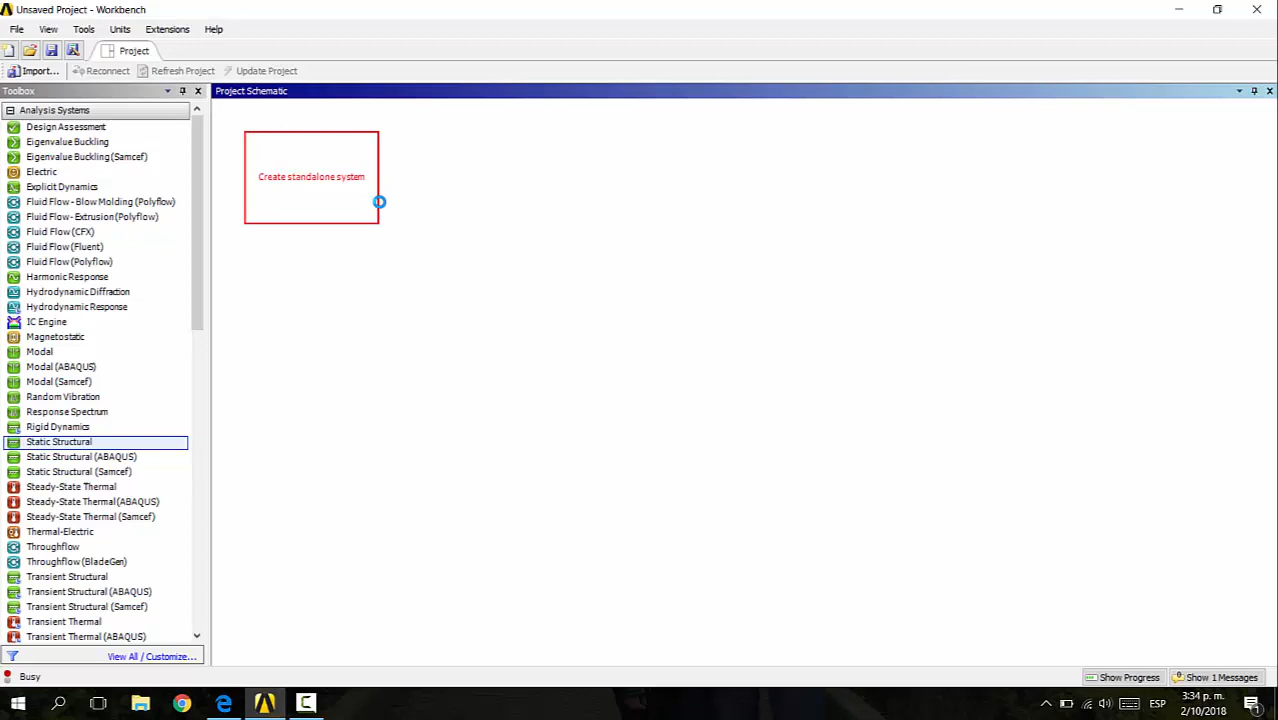 Unsaved Project - Workbench
File View Tools Units Extensions Help
Project
Import... Reconnect Refresh Project Update Project
Toolbox
Project Schematic
Analysis Systems
Design Assessment
Eigenvalue Buckling
Eigenvalue Buckling (Samcef)
Electric
Explicit Dynamics
Fluid Flow - Blow Molding (Polyflow)
Fluid Flow - Extrusion (Polyflow)
Fluid Flow (CFX)
Fluid Flow (Fluent)
Fluid Flow (Polyflow)
Harmonic Response
Hydrodynamic Diffraction
Hydrodynamic Response
IC Engine
Magnetostatic
Modal
Modal (ABAQUS)
Modal (Samcef)
Random Vibration
Response Spectrum
Rigid Dynamics
Static Structural
Static Structural (ABAQUS)
Static Structural (Samcef)
Steady-State Thermal
Steady-State Thermal (ABAQUS)
Steady-State Thermal (Samcef)
Thermal-Electric
Throughflow
Throughflow (BladeGen)
Transient Structural
Transient Structural (ABAQUS)
Transient Structural (Samcef)
Transient Thermal
Transient Thermal (ABAQUS)
View All / Customize...
Create standalone system
Busy
Show Progress
Show 1 Messages
ESP
3:34 p. m.
2/10/2018
1